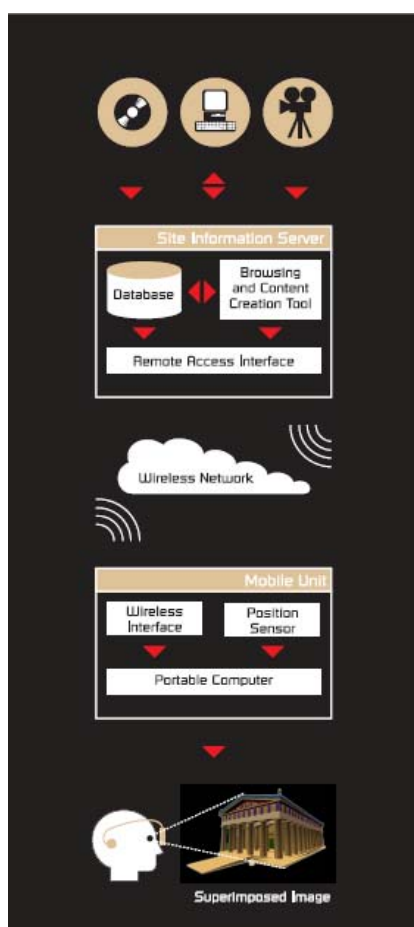 Site Information Server
Database
Browsing
and Content
Creation Tool
Remote Access Interface
Wireless Network
Mobile Unit
Wireless
Interface
Position
Sensor
Portable Computer
Superimposed Image